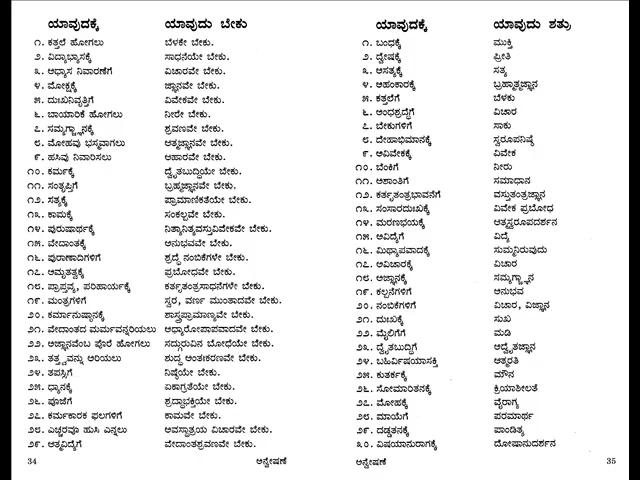 ಯಾವುದಕ್ಕೆ ಯಾವುದು ಬೇಕು
೧. ಕತ್ತಲೆ ಹೋಗಲು ಬೆಳಕೇ ಬೇಕು.
೨. ವಿದ್ಯಾಭ್ಯಾಸಕ್ಕೆ ಸಾಧನೆಯೇ ಬೇಕು.
೩. ಅಧ್ಯಾಸ ನಿವಾರಣೆಗೆ ವಿಚಾರವೇ ಬೇಕು.
೪. ಮೋಕ್ಷಕ್ಕೆ ಜ್ಞಾನವೇ ಬೇಕು.
೫. ದುಃಖನಿವೃತ್ತಿಗೆ ವಿವೇಕವೇ ಬೇಕು.
೬. ಬಾಯಾರಿಕೆ ಹೋಗಲು ನೀರೇ ಬೇಕು.
೭. ಸಮ್ಯಗ್ಜ್ಞಾನಕ್ಕೆ ಶ್ರವಣವೇ ಬೇಕು.
೮. ಮೋಹವು ಭಸ್ಮವಾಗಲು ಆತ್ಮಜ್ಞಾನವೇ ಬೇಕು.
೯. ಹಸಿವು ನಿವಾರಿಸಲು ಆಹಾರವೇ ಬೇಕು.
೧೦. ಕರ್ಮಕ್ಕೆ ದ್ವೈತಬುದ್ಧಿಯೇ ಬೇಕು.
೧೧. ಸಂತೃಪ್ತಿಗೆ ಬ್ರಹ್ಮಜ್ಞಾನವೇ ಬೇಕು.
೧೨. ಸತ್ಯಕ್ಕೆ ಪ್ರಾಮಾಣಿಕತೆಯೇ ಬೇಕು.
೧೩. ಕಾಮಕ್ಕೆ ಸಂಕಲ್ಪವೇ ಬೇಕು.
೧೪. ಪುರುಷಾರ್ಥಕ್ಕೆ ನಿತ್ಯಾನಿತ್ಯವಸ್ತುವಿವೇಕವೇ ಬೇಕು.
೧೫. ವೇದಾಂತಕ್ಕೆ ಅನುಭವವೇ ಬೇಕು.
೧೬. ಪುರಾಣಾದಿಗಳಿಗೆ ಶ್ರದ್ಧೆ ನಂಬಿಕೆಗಳೇ ಬೇಕು.
೧೭. ಅಮೃತತ್ವಕ್ಕೆ ಪ್ರಬೋಧವೇ ಬೇಕು.
೧೮. ಪ್ರಾಪ್ತವ್ಯ, ಪರಿಹಾರ್ಯಕ್ಕೆ ಕರ್ತೃತಂತ್ರಸಾಧನೆಗಳೇ ಬೇಕು.
೧೯. ಮಂತ್ರಗಳಿಗೆ ಸ್ವರ, ವರ್ಣ ಮುಂತಾದವೇ ಬೇಕು.
೨೦. ಕರ್ಮಾನುಷ್ಠಾನಕ್ಕೆ ಶಾಸ್ತ್ರಪ್ರಾಮಾಣ್ಯವೇ ಬೇಕು.
೨೧. ವೇದಾಂತದ ಮರ್ಮವನ್ನರಿಯಲು ಅಧ್ಯಾರೋಪಾಪವಾದವೇ ಬೇಕು.
೨೨. ಅಜ್ಞಾನವೆಂಬ ಪೊರೆ ಹೋಗಲು ಸದ್ಗುರುವಿನ ಬೋಧೆಯೇ ಬೇಕು.
೨೩. ತತ್ತ್ವವನ್ನು ಅರಿಯಲು ಶುದ್ಧ ಅಂತಃಕರಣವೇ ಬೇಕು.
೨೪. ತಪಸ್ಸಿಗೆ ನಿಷ್ಠೆಯೇ ಬೇಕು.
೨೫. ಧ್ಯಾನಕ್ಕೆ ಏಕಾಗ್ರತೆಯೇ ಬೇಕು.
೨೬. ಪೂಜೆಗೆ ಶ್ರದ್ಧಾಭಕ್ತಿಯೇ ಬೇಕು.
೨೭. ಕರ್ಮಕಾರಕ ಫಲಗಳಿಗೆ ಕಾಮವೇ ಬೇಕು.
೨೮. ಎಚ್ಚರವೂ ಹುಸಿ ಎನ್ನಲು ಅವಸ್ಥಾತ್ರಯ ವಿಚಾರವೇ ಬೇಕು.
೨೯. ಆತ್ಮವಿದ್ಯೆಗೆ ವೇದಾಂತಶ್ರವಣವೇ ಬೇಕು.
34 ಅನ್ವೇಷಣೆ
ಯಾವುದಕ್ಕೆ ಯಾವುದು ಶತ್ರು
೧. ಬಂಧಕ್ಕೆ ಮುಕ್ತಿ
೨. ದ್ವೇಷಕ್ಕೆ ಪ್ರೀತಿ
೩. ಅಸತ್ಯಕ್ಕೆ ಸತ್ಯ
೪. ಅಹಂಕಾರಕ್ಕೆ ಬ್ರಹ್ಮಾತ್ಮಜ್ಞಾನ
೫. ಕತ್ತಲೆಗೆ ಬೆಳಕು
೬. ಅಂಧಶ್ರದ್ಧೆಗೆ ವಿಚಾರ
೭. ಬೇಕುಗಳಿಗೆ ಸಾಕು
೮. ದೇಹಾಭಿಮಾನಕ್ಕೆ ಸ್ವರೂಪನಿಷ್ಠೆ
೯. ಅವಿವೇಕಕ್ಕೆ ವಿವೇಕ
೧೦. ಬೆಂಕಿಗೆ ನೀರು
೧೧. ಅಶಾಂತಿಗೆ ಸಮಾಧಾನ
೧೨. ಕರ್ತೃತಂತ್ರಭಾವನೆಗೆ ವಸ್ತುತಂತ್ರಜ್ಞಾನ
೧೩. ಸಂಸಾರದುಃಖಕ್ಕೆ ವಿವೇಕ ಪ್ರಬೋಧ
೧೪. ಮರಣಭಯಕ್ಕೆ ಆತ್ಮಸ್ವರೂಪದರ್ಶನ
೧೫. ಅವಿದ್ಯೆಗೆ ವಿದ್ಯೆ
೧೬. ಮಿಥ್ಯಾಪವಾದಕ್ಕೆ ಸುಮ್ಮನಿರುವುದು
೧೭. ಅವಿಚಾರಕ್ಕೆ ವಿಚಾರ
೧೮. ಅಜ್ಞಾನಕ್ಕೆ ಸಮ್ಯಗ್ಜ್ಞಾನ
೧೯. ಕಲ್ಪನೆಗಳಿಗೆ ಅನುಭವ
೨೦. ನಂಬಿಕೆಗಳಿಗೆ ವಿಚಾರ, ವಿಜ್ಞಾನ
೨೧. ದುಃಖಕ್ಕೆ ಸುಖ
೨೨. ಮೈಲಿಗೆಗೆ ಮಡಿ
೨೩. ದ್ವೈತಬುದ್ಧಿಗೆ ಅದ್ವೈತಜ್ಞಾನ
೨೪. ಬಹಿರ್ವಿಷಯಾಸಕ್ತಿ ಆತ್ಮರತಿ
೨೫. ಕುತರ್ಕಕ್ಕೆ ಮೌನ
೨೬. ಸೋಮಾರಿತನಕ್ಕೆ ಕ್ರಿಯಾಶೀಲತೆ
೨೭. ಮೋಹಕ್ಕೆ ವೈರಾಗ್ಯ
೨೮. ಮಾಯೆಗೆ ಪರಮಾರ್ಥ
೨೯. ದಡ್ಡತನಕ್ಕೆ ಪಾಂಡಿತ್ಯ
೩೦. ವಿಷಯಾನುರಾಗಕ್ಕೆ ದೋಷಾನುದರ್ಶನ
ಅನ್ವೇಷಣೆ 35